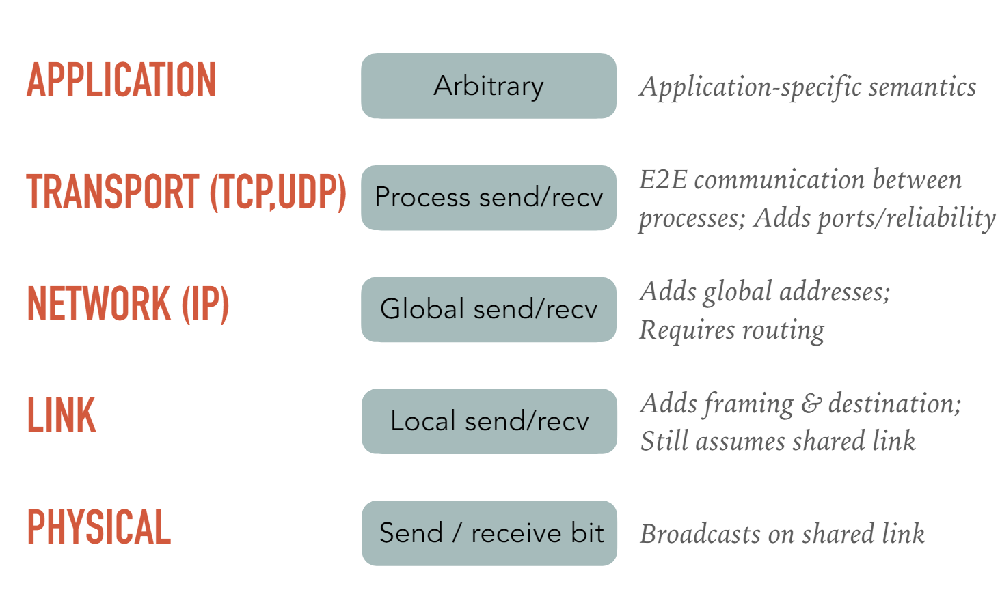 APPLICATION
Arbitrary
Application-specific semantics
TRANSPORT (TCP,UDP)
Process send/recv
E2E communication between
processes; Adds ports/reliability
NETWORK (IP)
Global send/recv
Adds global addresses;
Requires routing
LINK
Local send/recv
Adds framing & destination;
Still assumes shared link
PHYSICAL
Send / receive bit
Broadcasts on shared link